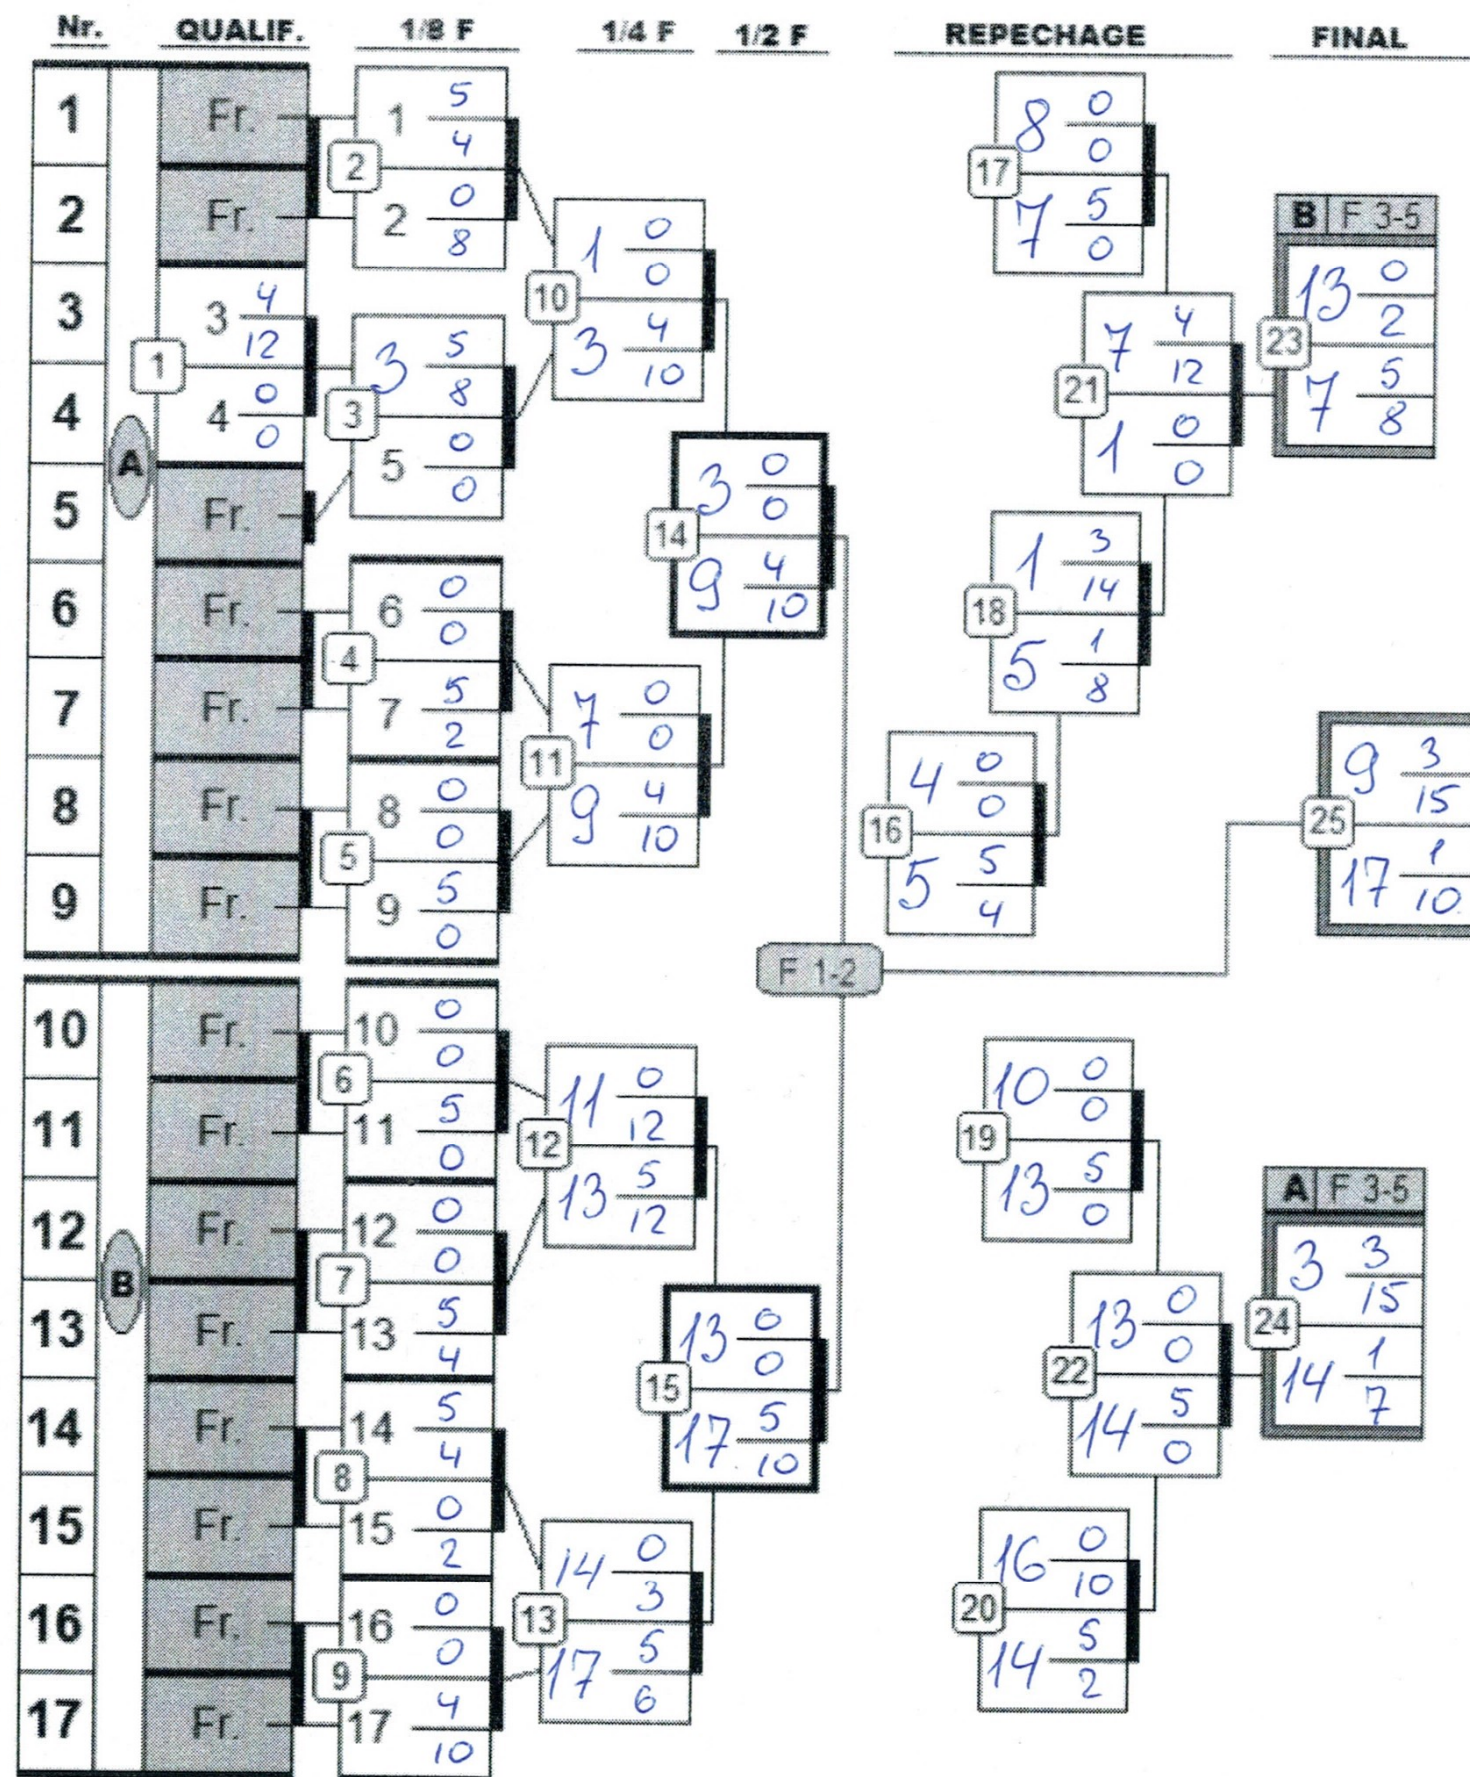 Nr. QUALIF. 1/8 F 1/4 F 1/2 F REPECHAGE FINAL
1 Fr.
2 Fr.
3
4
5 Fr.
6 Fr.
7 Fr.
8 Fr.
9 Fr.
A
10 Fr.
11 Fr.
12 Fr.
13 Fr.
14 Fr.
15 Fr.
16 Fr.
17 Fr.
B
1
3 4 12
4 0 0
2
1 5 4
2 0 8
3
3 5 8
5 0 0
4
6 0 0
7 5 2
5
8 0 0
9 5 0
6
10 0 0
11 5 0
7
12 0 0
13 5 4
8
14 5 4
15 0 2
9
16 0 0
17 4 10
10
1 0 0
3 4 10
11
7 0 0
9 4 10
12
11 0 12
13 5 12
13
14 0 3
17 5 6
14
3 0 0
9 4 10
15
13 0 0
17 5 10
F 1-2
16
4 0 0
5 5 4
17
8 0 0
7 5 0
18
1 3 14
5 1 8
19
10 0 0
13 5 0
20
16 0 10
14 5 2
21
7 4 12
1 0 0
22
13 0 0
14 5 0
B F 3-5
23
13 0 2
7 5 8
A F 3-5
24
3 3 15
14 1 7
25
9 3 15
17 1 10